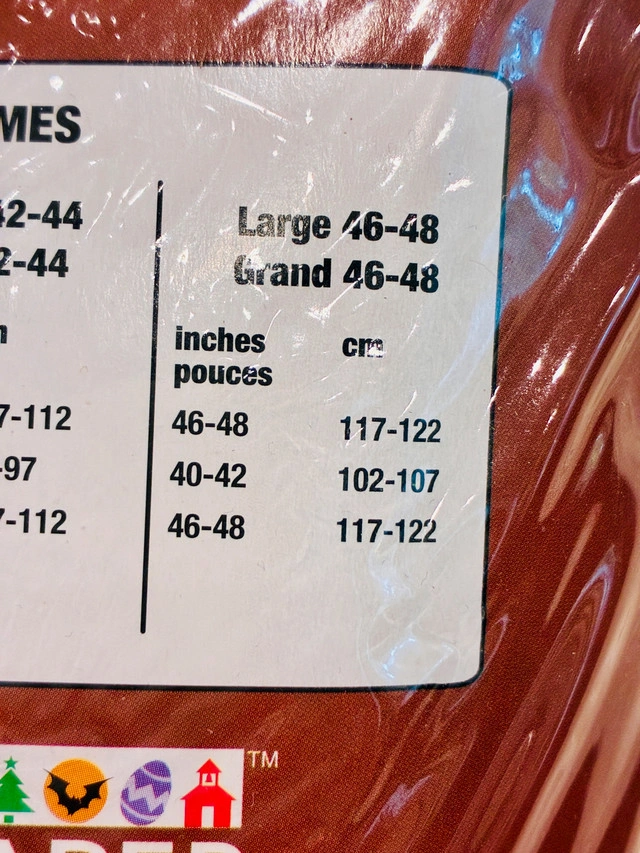 MES
42-44
Large 46-48
2-44
Grand 46-48
inches cm
pouces
7-112
46-48 117-122
-97
40-42 102-107
7-112
46-48 117-122
TM